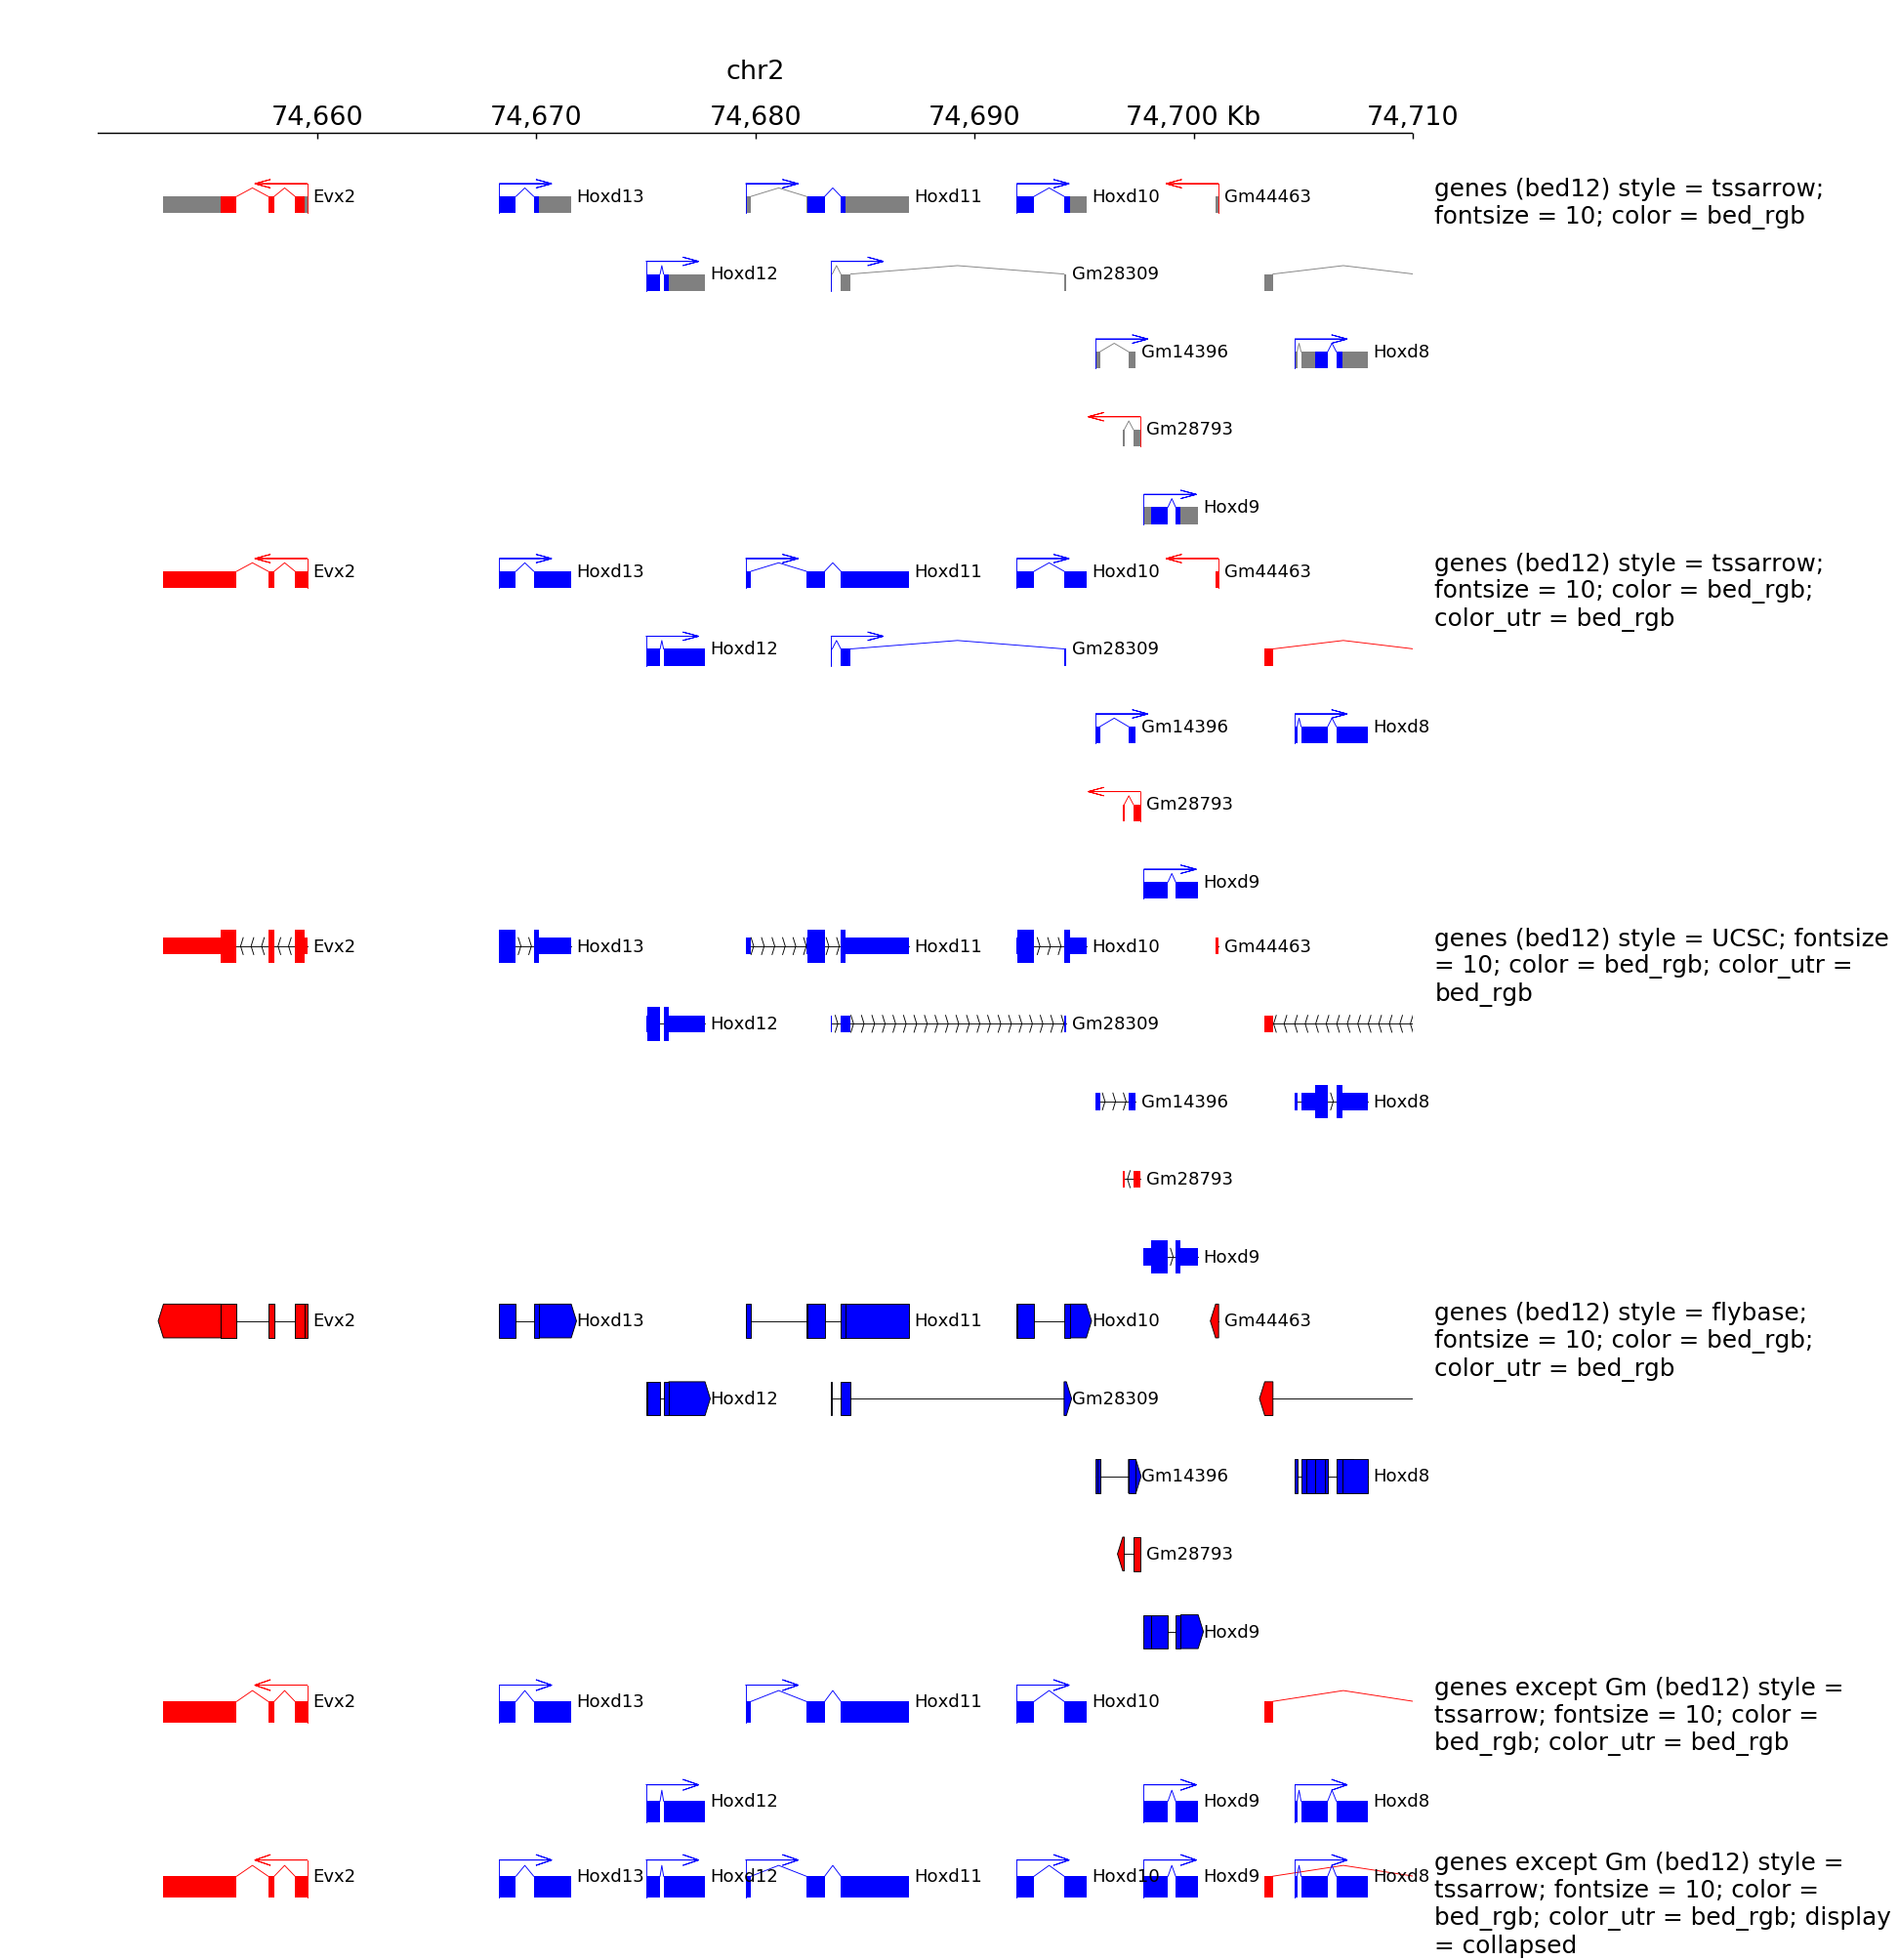 chr2
74,660 74,670 74,680 74,690 74,700 Kb 74,710
Evx2 Hoxd13 Hoxd11 Hoxd10 Gm44463
genes (bed12) style = tssarrow;
fontsize = 10; color = bed_rgb
Hoxd12 Gm28309
Gm14396 Hoxd8
Gm28793
Hoxd9
Evx2 Hoxd13 Hoxd11 Hoxd10 Gm44463
genes (bed12) style = tssarrow;
fontsize = 10; color = bed_rgb;
color_utr = bed_rgb
Hoxd12 Gm28309
Gm14396 Hoxd8
Gm28793
Hoxd9
Evx2 Hoxd13 Hoxd11 Hoxd10 Gm44463
genes (bed12) style = UCSC; fontsize
= 10; color = bed_rgb; color_utr =
bed_rgb
Hoxd12 Gm28309
Gm14396 Hoxd8
Gm28793
Hoxd9
Evx2 Hoxd13 Hoxd11 Hoxd10 Gm44463
genes (bed12) style = flybase;
fontsize = 10; color = bed_rgb;
color_utr = bed_rgb
Hoxd12 Gm28309
Gm14396 Hoxd8
Gm28793
Hoxd9
Evx2 Hoxd13 Hoxd11 Hoxd10
genes except Gm (bed12) style =
tssarrow; fontsize = 10; color =
bed_rgb; color_utr = bed_rgb
Hoxd12 Hoxd9 Hoxd8
Evx2 Hoxd13 Hoxd12 Hoxd11 Hoxd10 Hoxd9 Hoxd8
genes except Gm (bed12) style =
tssarrow; fontsize = 10; color =
bed_rgb; color_utr = bed_rgb; display
= collapsed